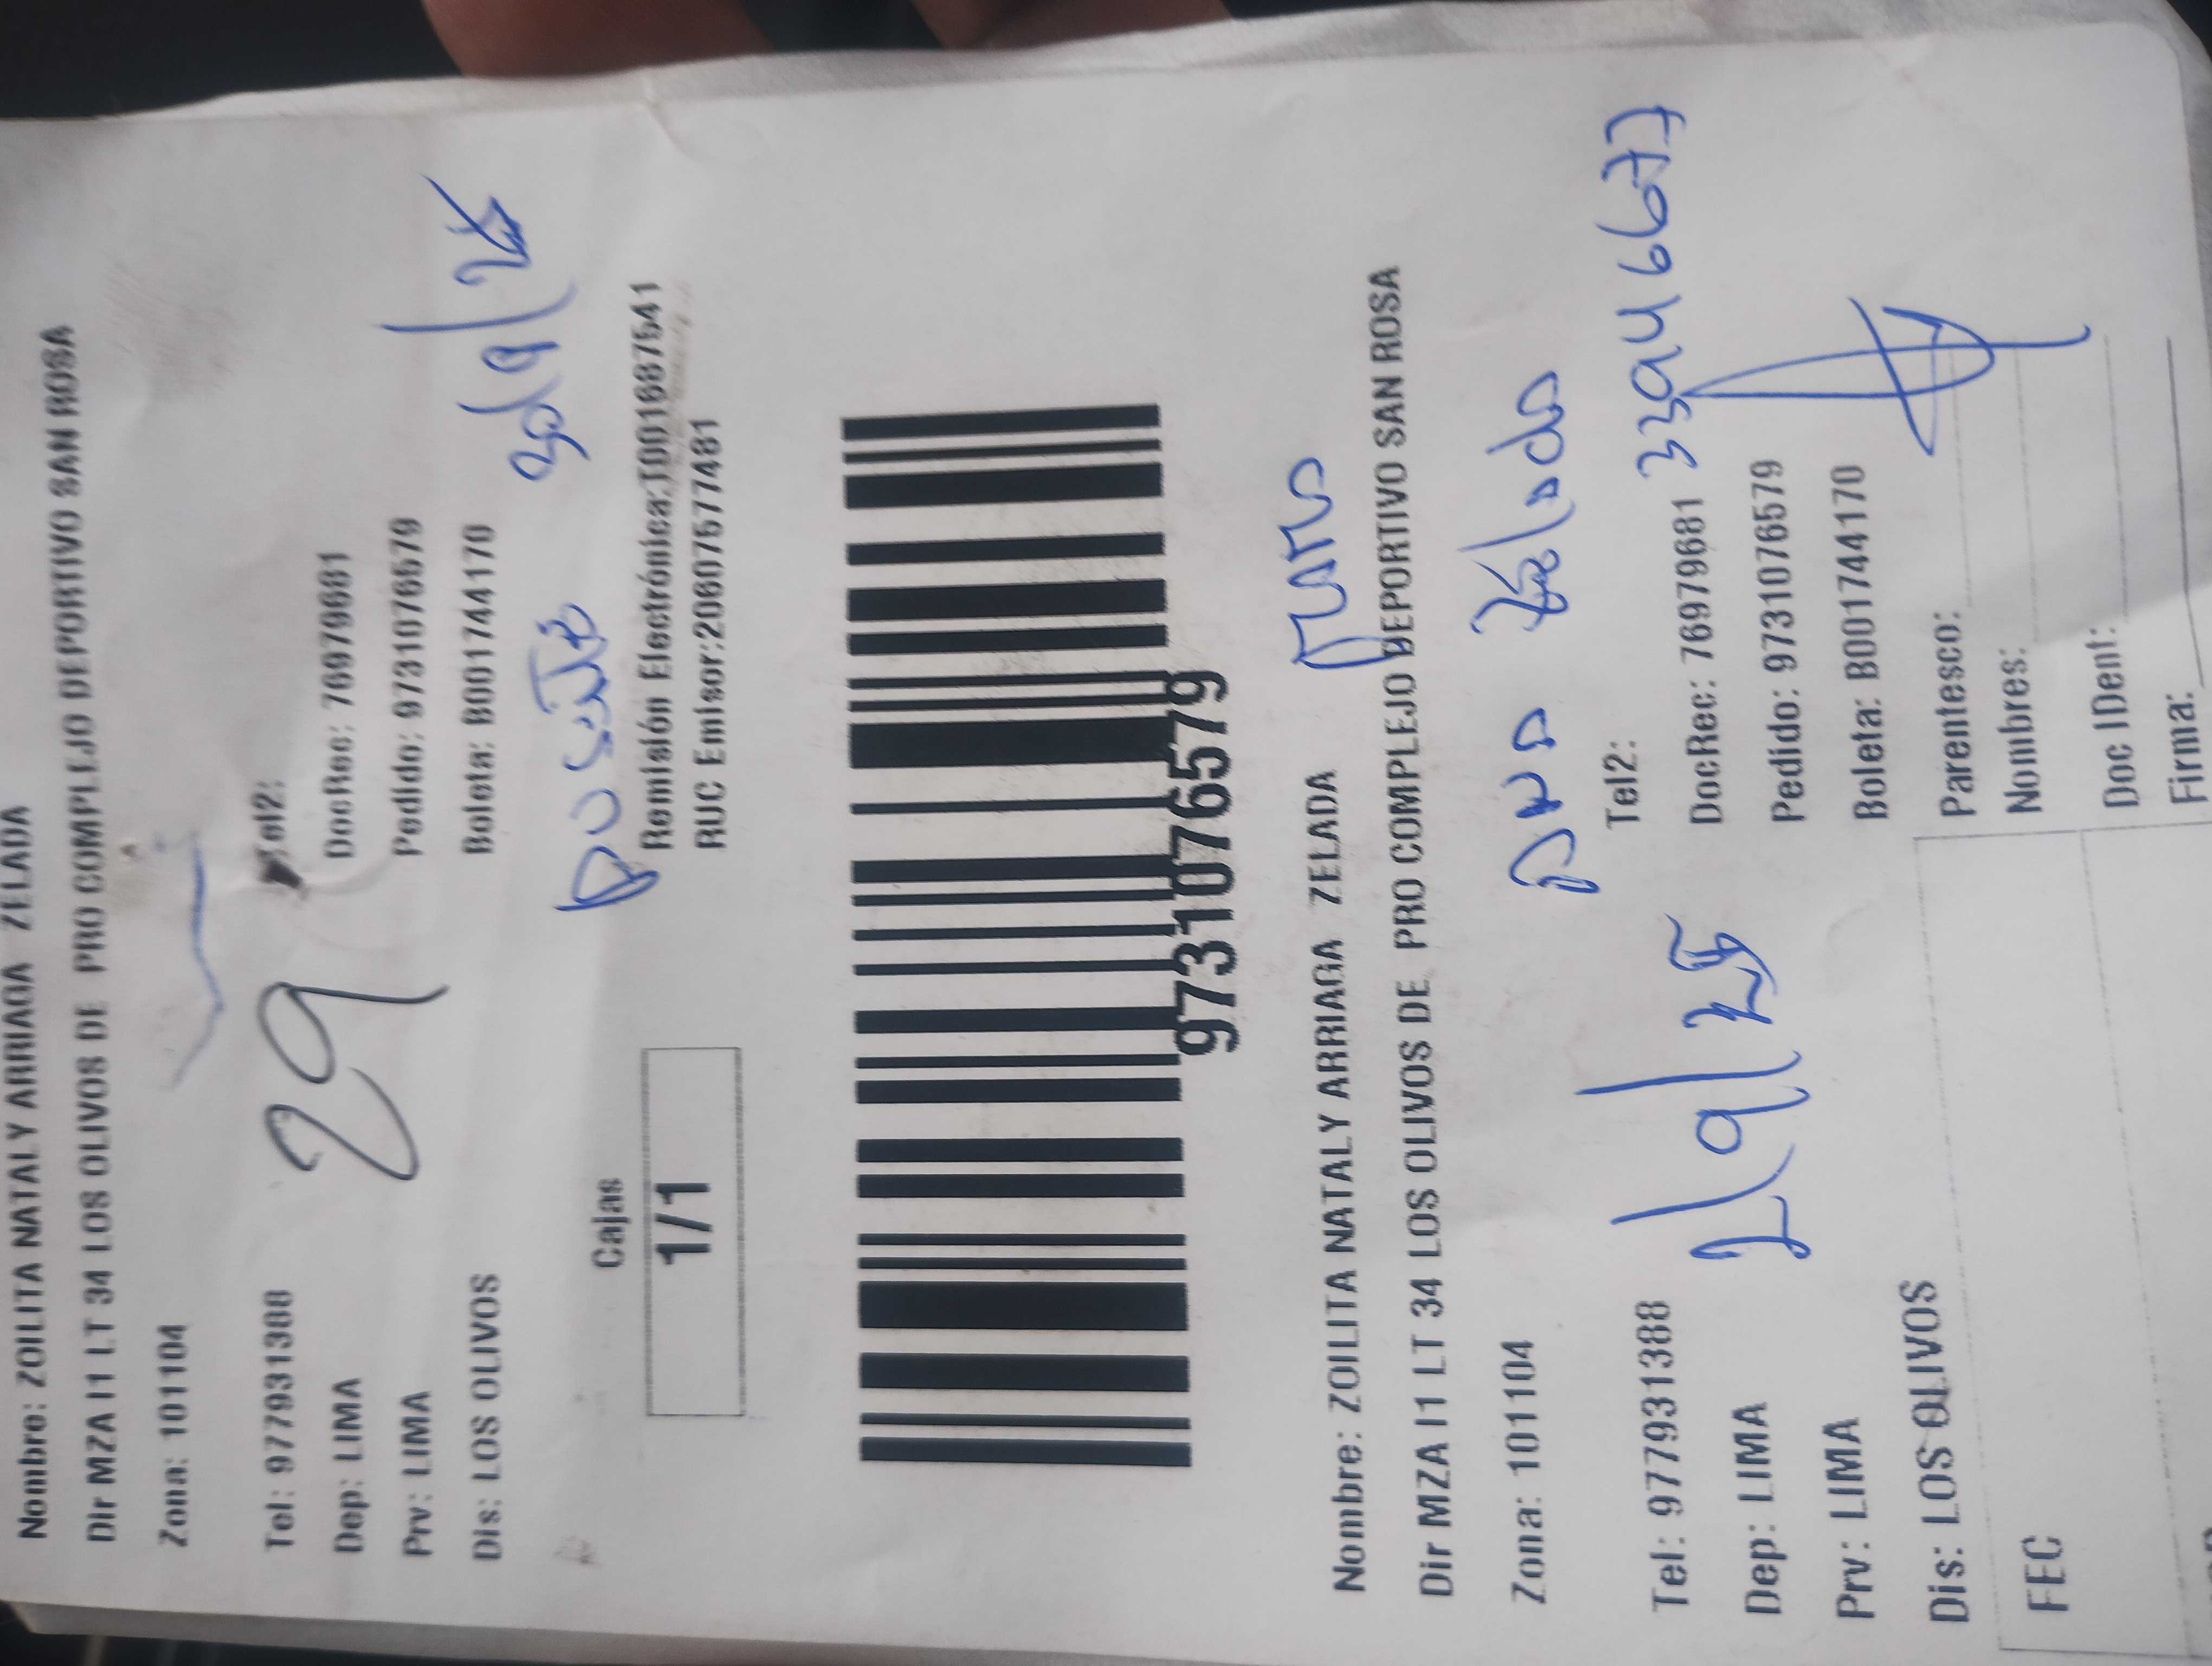 Nombre: ZOILITA NATALY ARRIAGA ZELADA
Dir MZA I1 LT 34 LOS OLIVOS DE PRO COMPLEJO DEPORTIVO SAN ROSA
Zona: 101104
Tel: 977931388 Tel2:
29
Dep: LIMA DocRec: 76979681
Prv: LIMA Pedido: 9731076579
Dis: LOS OLIVOS Boleta: B001744170
Cajas
1/1
Remisión Electrónica:T001687541
RUC Emisor:20607577481
9731076579
Nombre: ZOILITA NATALY ARRIAGA ZELADA
Dir MZA I1 LT 34 LOS OLIVOS DE PRO COMPLEJO DEPORTIVO SAN ROSA
Zona: 101104
Tel: 977931388 Tel2:
33946677
Dep: LIMA DocRec: 76979681
Prv: LIMA Pedido: 9731076579
Dis: LOS OLIVOS Boleta: B001744170
FEC Parentesco:
Nombres:
Doc IDent:
Firma: